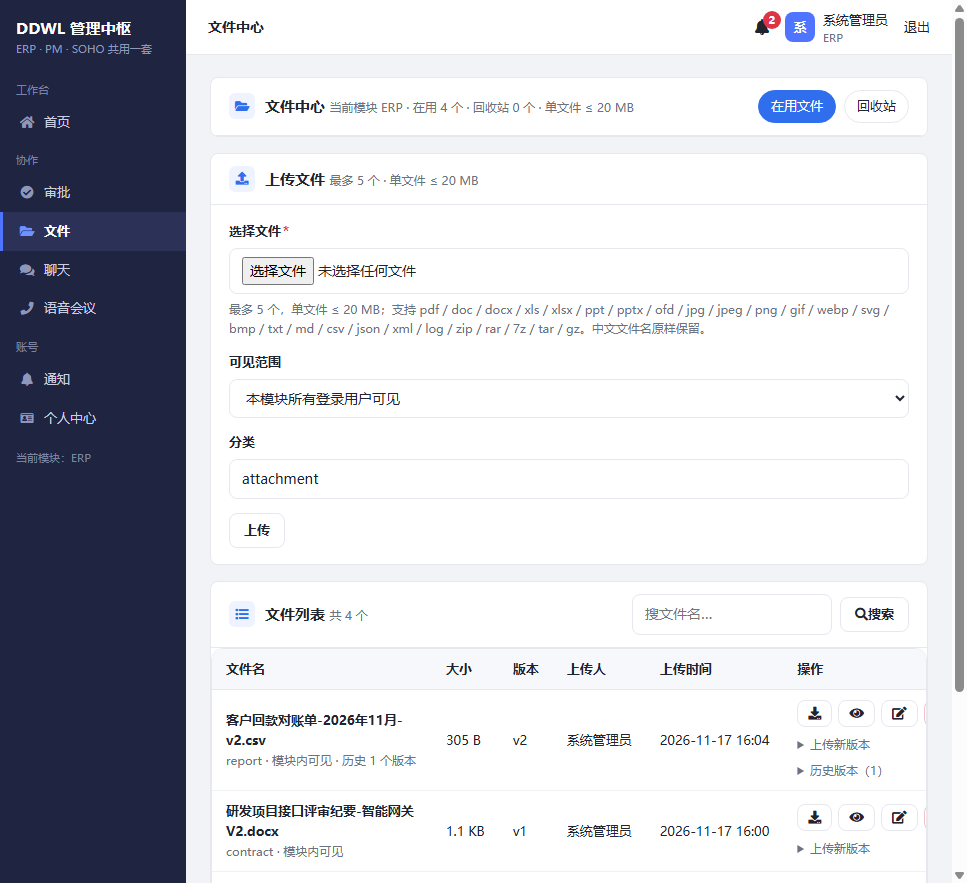 DDWL 管理中枢
ERP · PM · SOHO 共用一套
工作台
首页
协作
审批
文件
聊天
语音会议
账号
通知
个人中心
当前模块：ERP
文件中心
2
系
系统管理员
ERP
退出
文件中心 当前模块 ERP · 在用 4 个 · 回收站 0 个 · 单文件 ≤ 20 MB
在用文件
回收站
上传文件 最多 5 个 · 单文件 ≤ 20 MB
选择文件*
选择文件 未选择任何文件
最多 5 个，单文件 ≤ 20 MB；支持 pdf / doc / docx / xls / xlsx / ppt / pptx / ofd / jpg / jpeg / png / gif / webp / svg /
bmp / txt / md / csv / json / xml / log / zip / rar / 7z / tar / gz。中文文件名原样保留。
可见范围
本模块所有登录用户可见
分类
attachment
上传
文件列表 共 4 个
搜文件名...
搜索
文件名 大小 版本 上传人 上传时间 操作
客户回款对账单-2026年11月-
v2.csv
report · 模块内可见 · 历史 1 个版本
305 B v2 系统管理员 2026-11-17 16:04
上传新版本
历史版本（1）
研发项目接口评审纪要-智能网关
V2.docx
contract · 模块内可见
1.1 KB v1 系统管理员 2026-11-17 16:00
上传新版本